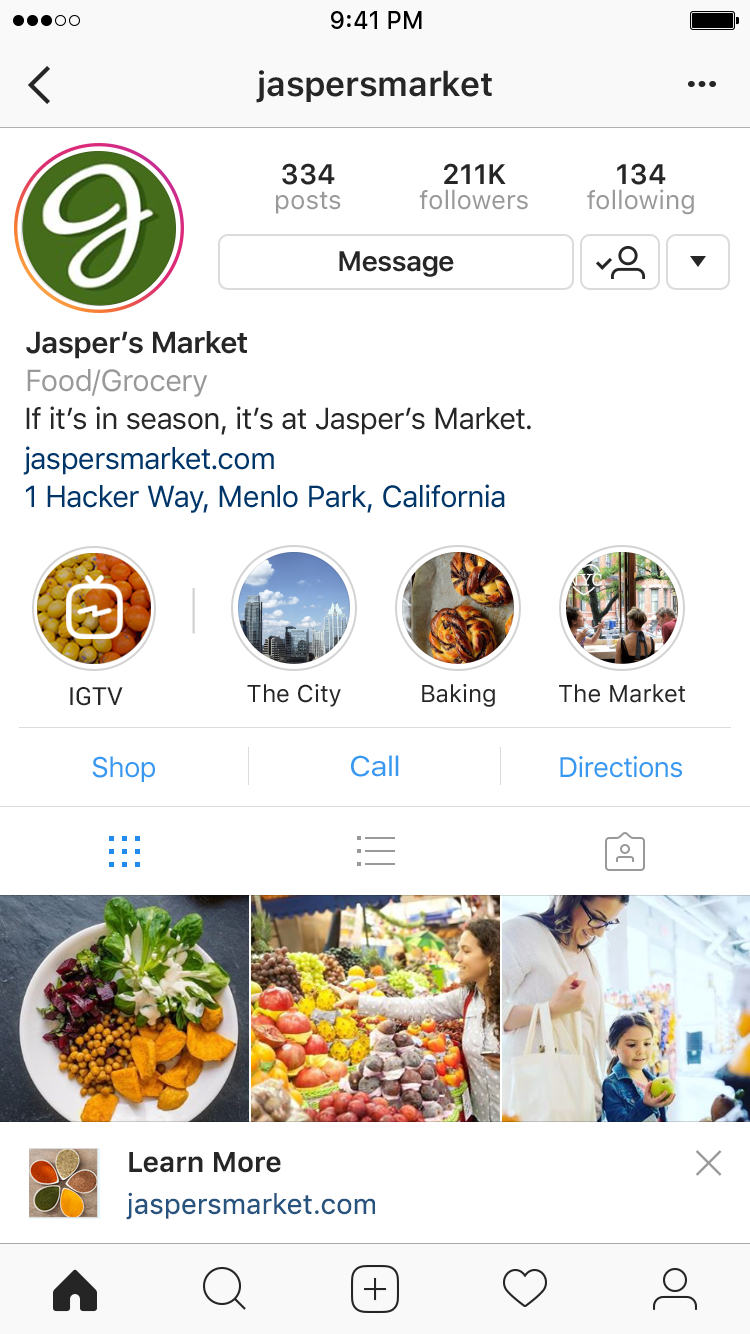 9:41 PM
jaspersmarket
334 211K 134
posts followers following
Message
Jasper’s Market
Food/Grocery
If it’s in season, it’s at Jasper’s Market.
jaspersmarket.com
1 Hacker Way, Menlo Park, California
IGTV The City Baking The Market
Shop Call Directions
Learn More
jaspersmarket.com